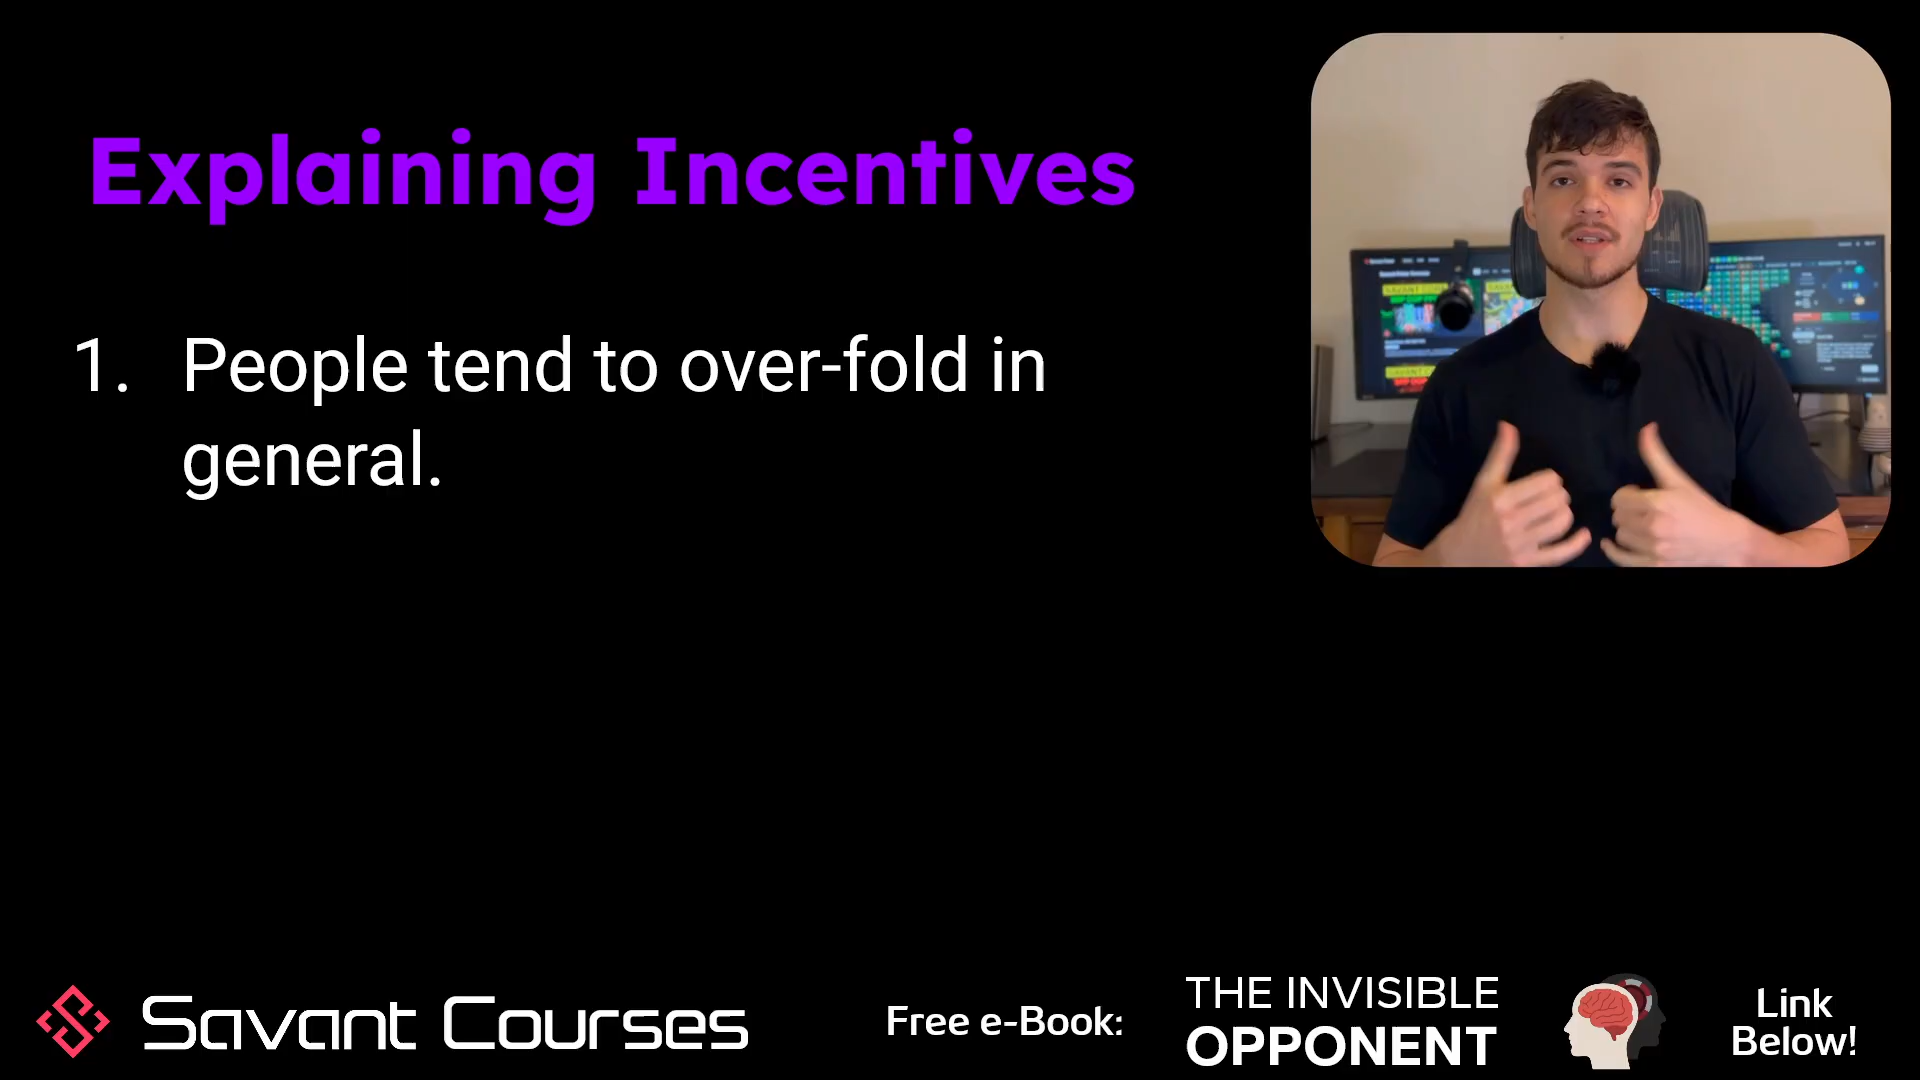 Explaining Incentives
1. People tend to over-fold in
general.
Savant Courses
Free e-Book:
THE INVISIBLE
OPPONENT
Link
Below!